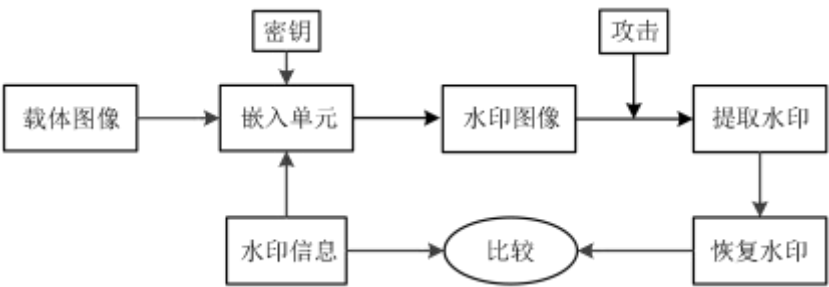 密钥
攻击
载体图像
嵌入单元
水印图像
提取水印
水印信息
比较
恢复水印